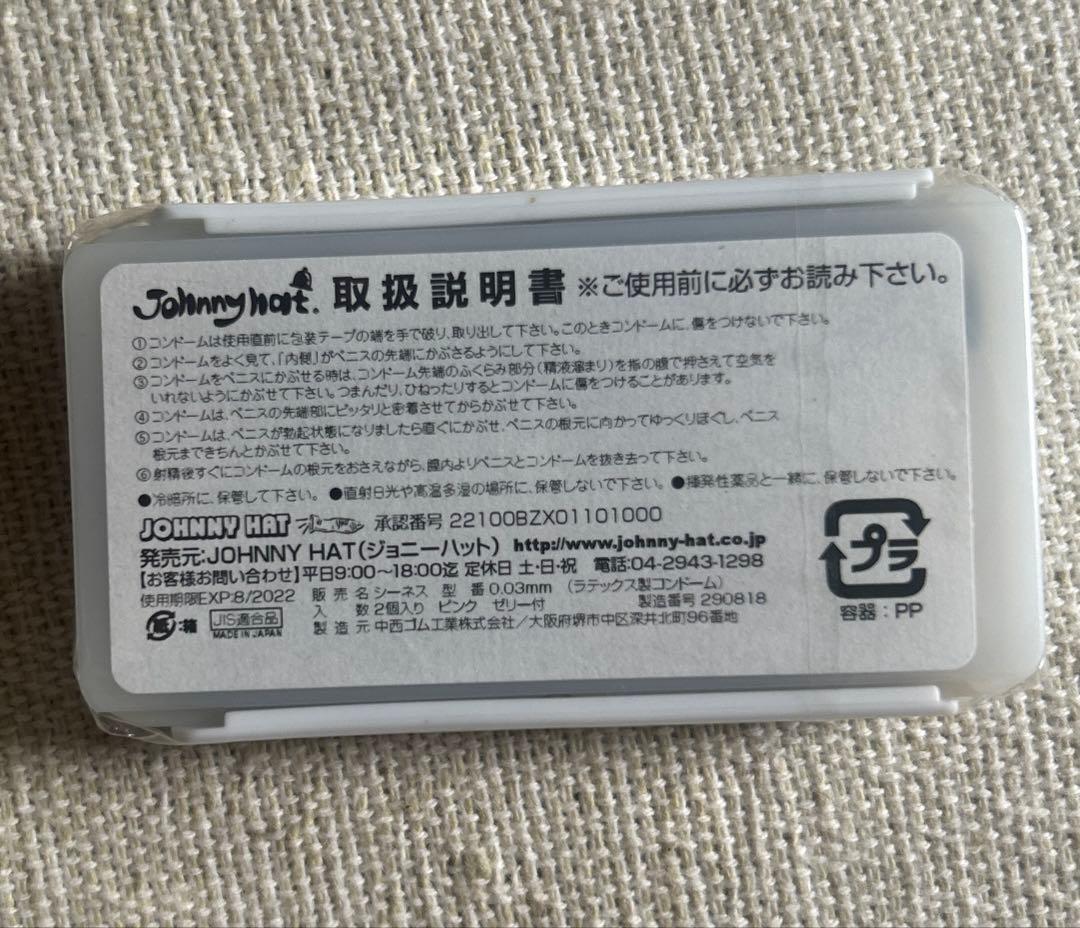 Johnny hat. 取扱説明書 ※ご使用前に必ずお読み下さい。
①コンドームは使用直前に包装テープの端を手で破り、取り出して下さい。このときコンドームに、傷をつけないで下さい。
②コンドームをよく見て、「内側」がペニスの先端にかぶさるようにして下さい。
③コンドームをペニスにかぶせる時は、コンドーム先端のふくらみ部分(精液溜まり)を指の腹で押さえて空気を
いれないようにかぶせて下さい。つまんだり、ひねったりするとコンドームに傷をつけることがあります。
④コンドームは、ペニスの先端部にピッタリと密着させてからかぶせて下さい。
⑤コンドームは、ペニスが勃起状態になりましたら直ぐにかぶせ、ペニスの根元に向かってゆっくりほぐし、ペニス
根元まできちんとかぶせて下さい。
⑥射精後すぐにコンドームの根元をおさえながら、膣内よりペニスとコンドームを抜き去って下さい。
●冷暗所に、保管して下さい。 ●直射日光や高温多湿の場所に、保管しないで下さい。 ●揮発性薬品と一緒に、保管しないで下さい。
JOHNNY HAT 承認番号 22100BZX01101000
発売元:JOHNNY HAT(ジョニーハット) http://www.johnny-hat.co.jp
【お客様お問い合わせ】平日9:00〜18:00迄 定休日 土・日・祝 電話:04-2943-1298
使用期限EXP:8/2022 販売名 シーネス 型番 0.03mm (ラテックス製コンドーム)
入数 2個入り ピンク ゼリー付 製造番号 290818
紙:箱 JIS適合品 製造元 中西ゴム工業株式会社/大阪府堺市中区深井北町96番地
MADE IN JAPAN
プラ
容器:PP